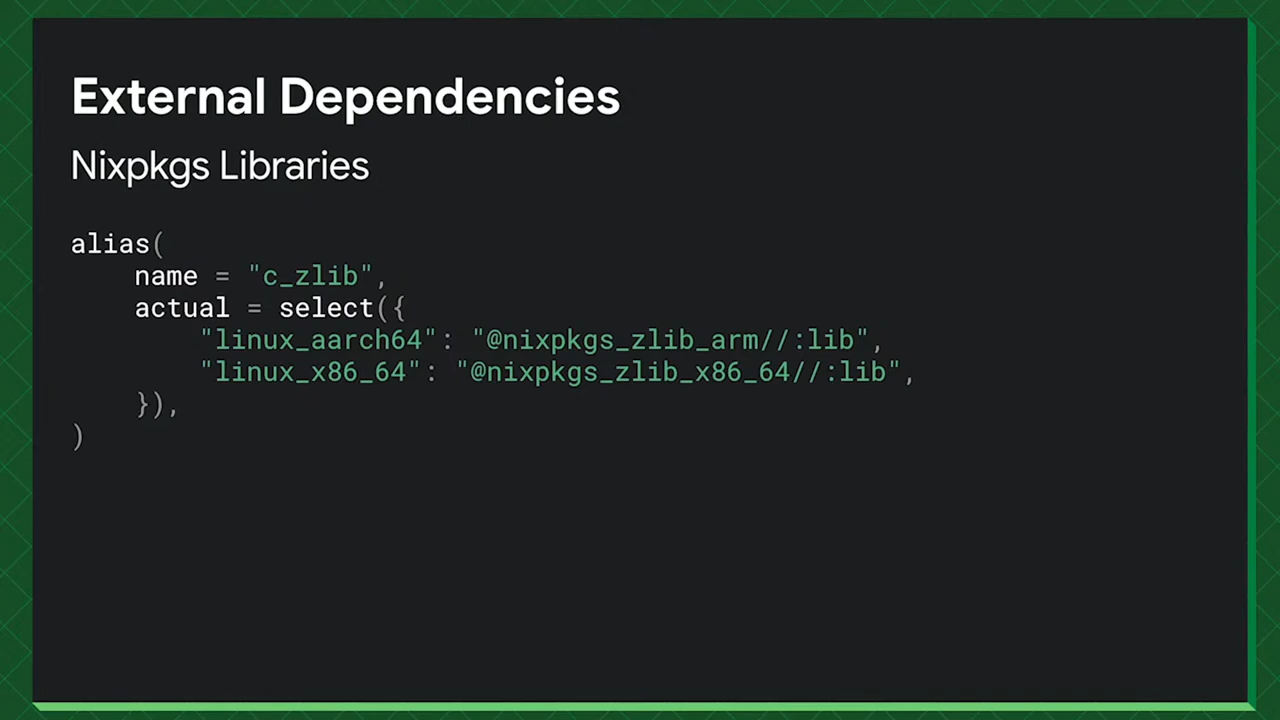 External Dependencies
Nixpkgs Libraries
alias(
    name = "c_zlib",
    actual = select({
        "linux_aarch64": "@nixpkgs_zlib_arm//:lib",
        "linux_x86_64": "@nixpkgs_zlib_x86_64//:lib",
    }),
)